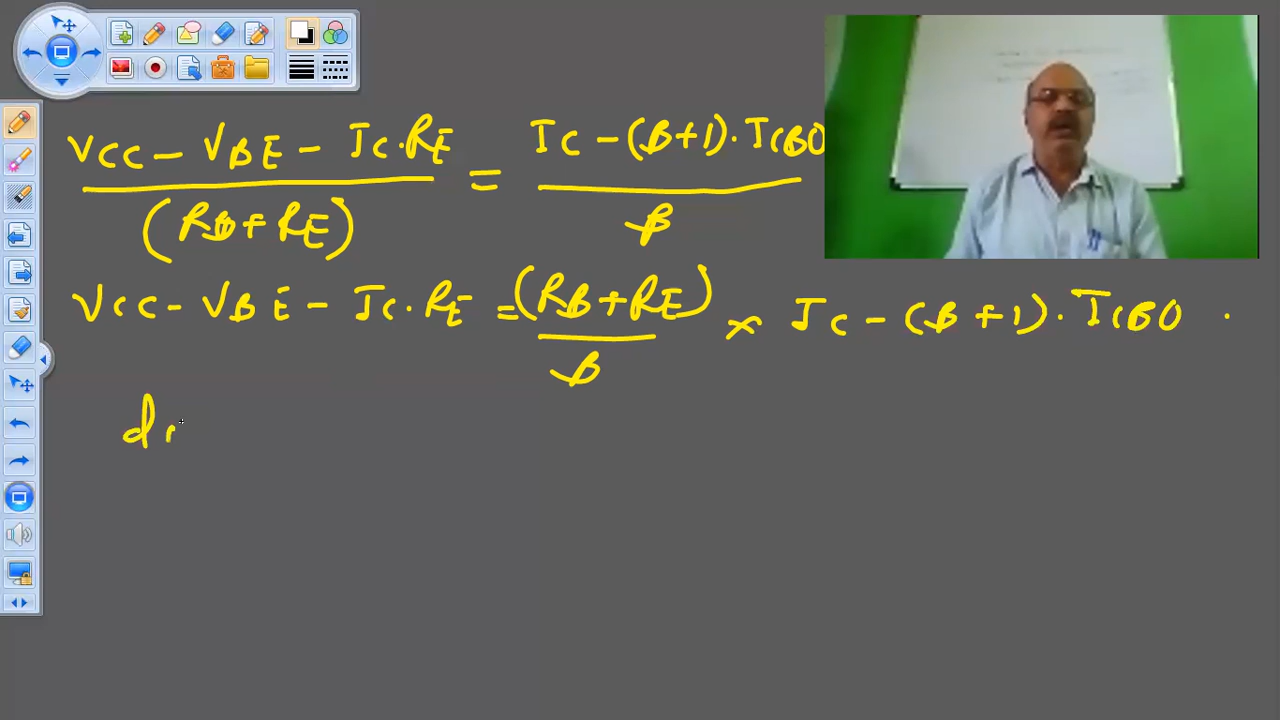 VCC - VBE - IC·RE / (RB+RE) = IC - (β+1)·ICBO / β
VCC - VBE - IC·RE = (RB+RE) / β × IC - (β+1)·ICBO ·